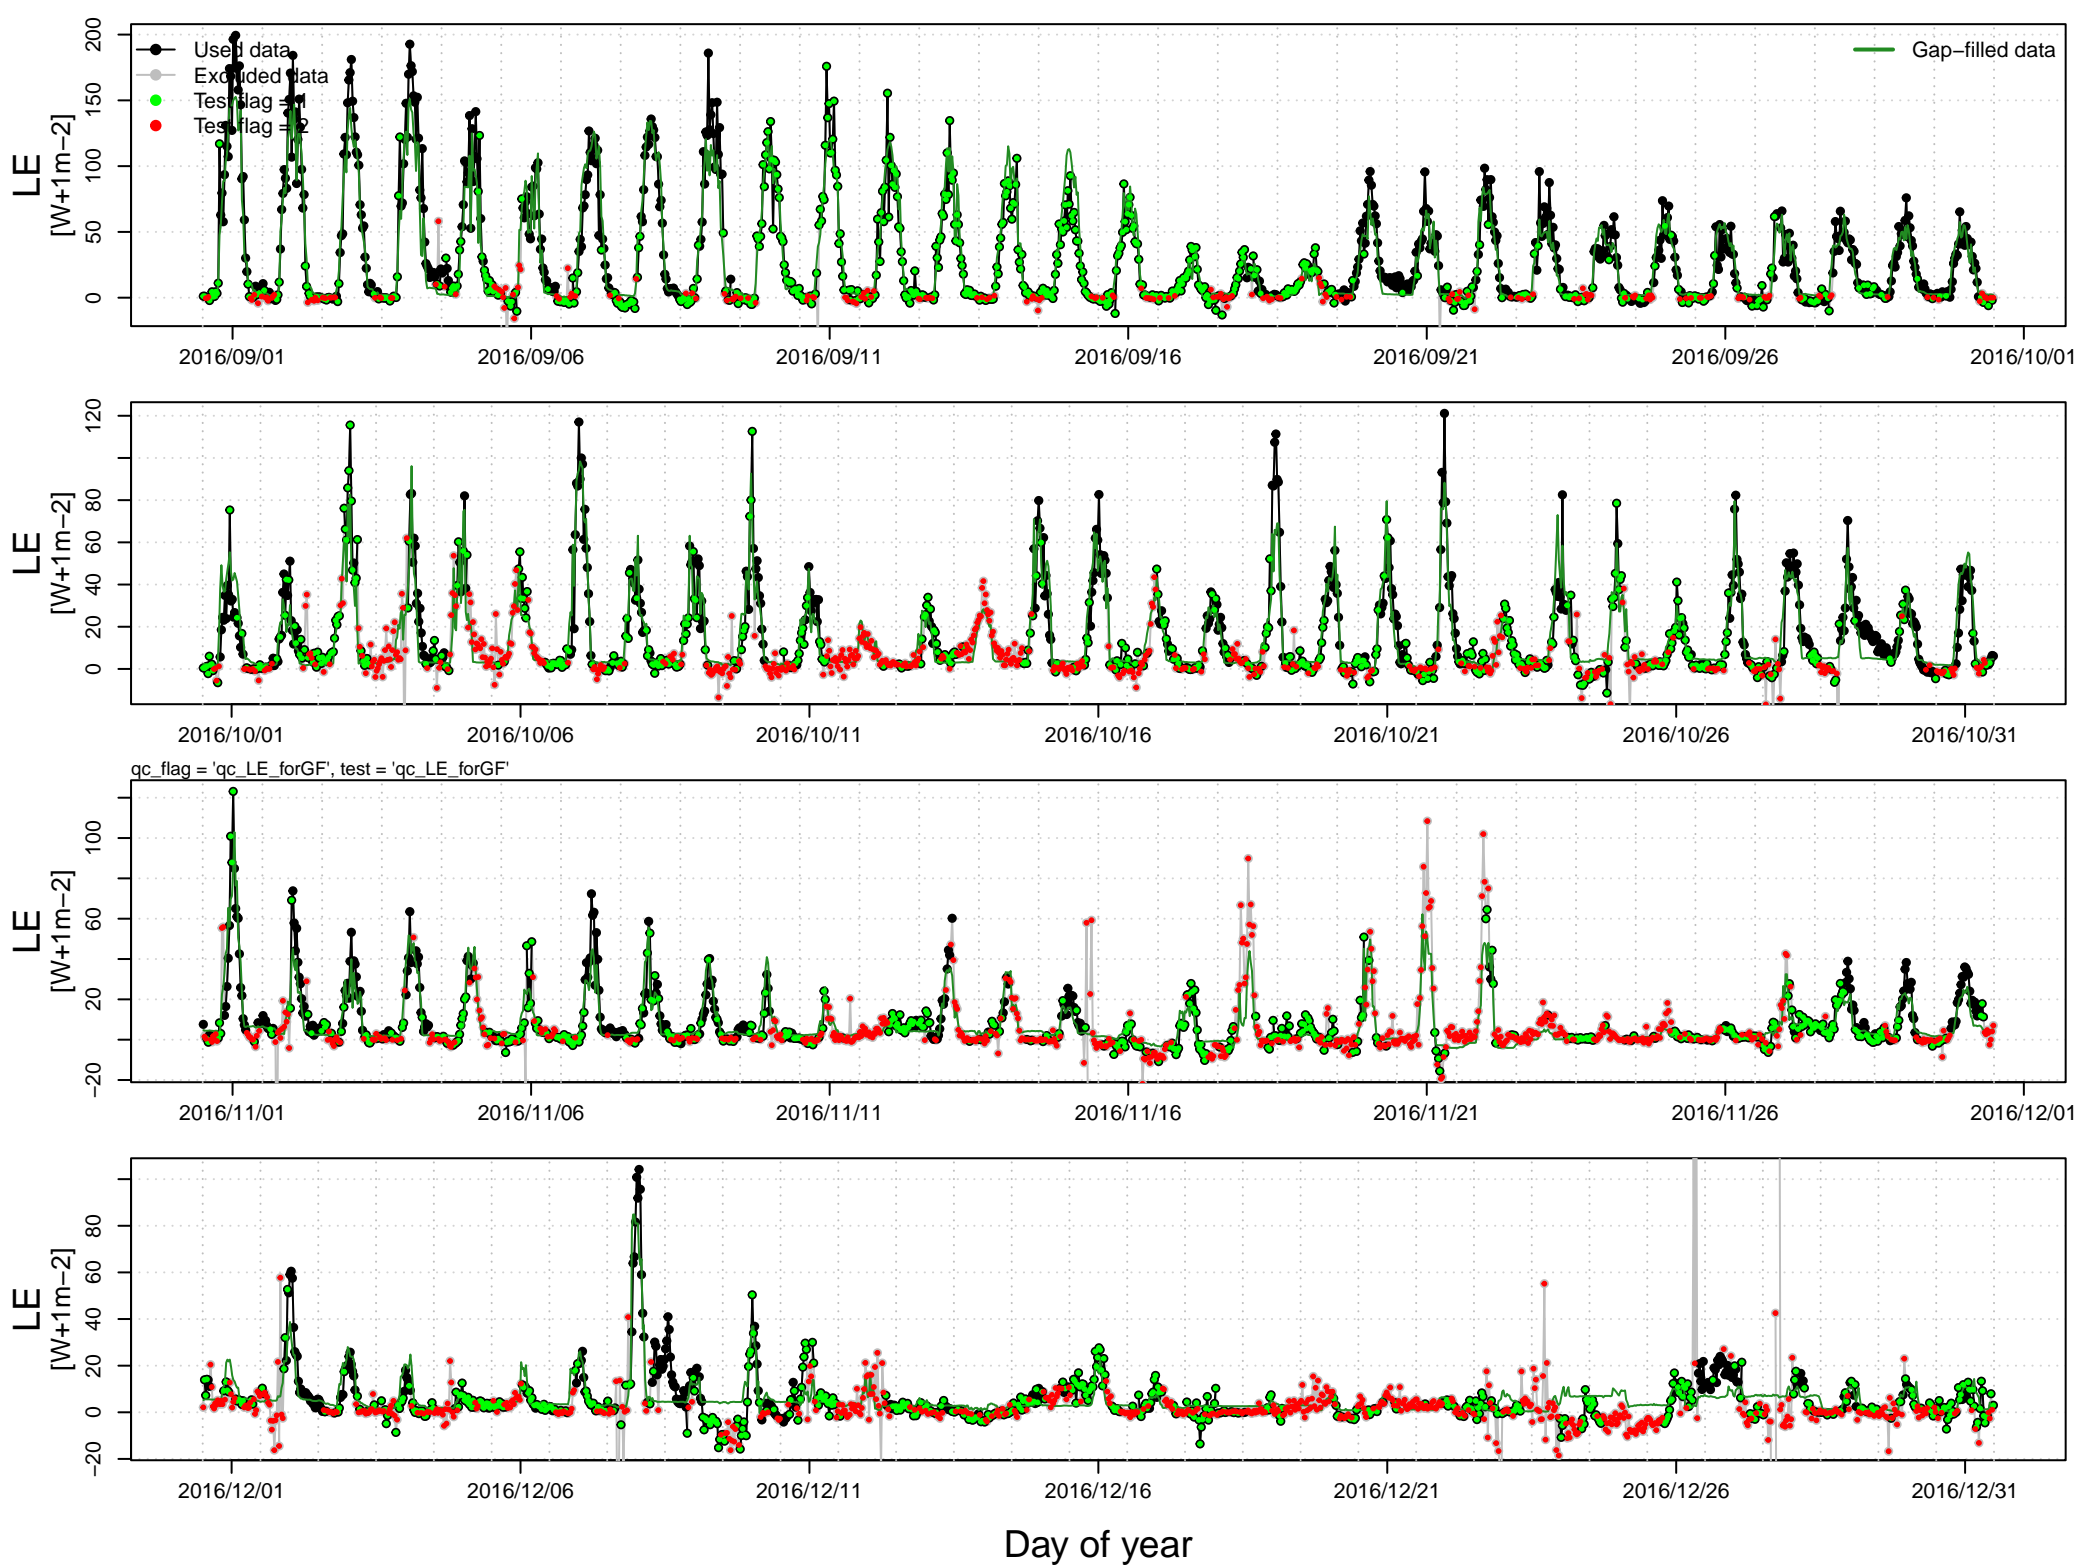 Used data
Excluded data
Test flag = 1
Test flag = 2
Gap−filled data
LE
[W+1m−2]
0 50 100 150 200
2016/09/01 2016/09/06 2016/09/11 2016/09/16 2016/09/21 2016/09/26 2016/10/01
LE
[W+1m−2]
0 20 40 60 80 120
2016/10/01 2016/10/06 2016/10/11 2016/10/16 2016/10/21 2016/10/26 2016/10/31
qc_flag = 'qc_LE_forGF', test = 'qc_LE_forGF'
LE
[W+1m−2]
−20 20 60 100
2016/11/01 2016/11/06 2016/11/11 2016/11/16 2016/11/21 2016/11/26 2016/12/01
LE
[W+1m−2]
−20 0 20 40 60 80
2016/12/01 2016/12/06 2016/12/11 2016/12/16 2016/12/21 2016/12/26 2016/12/31
Day of year